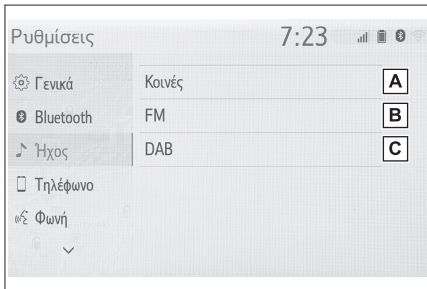 Ρυθμίσεις 7:23
Γενικά
Bluetooth
Ήχος
Τηλέφωνο
Φωνή
Κοινές A
FM B
DAB C